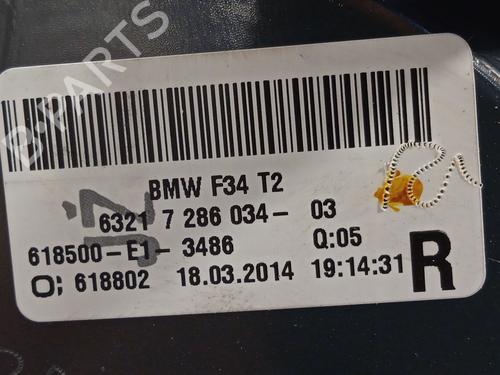 B-PARTS
BMW F34 T2
6321 7 286 034- 03
618500-E1- 3486 Q:05
O; 618802 18.03.2014 19:14:31 R